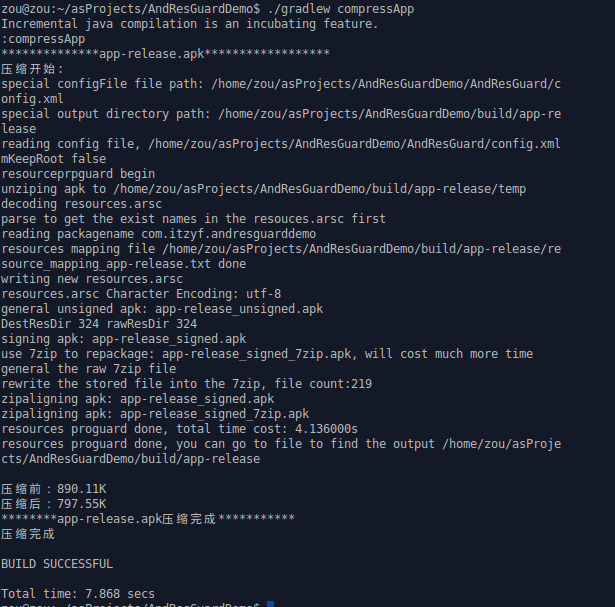 zou@zou:~/asProjects/AndResGuardDemo$ ./gradlew compressApp
Incremental java compilation is an incubating feature.
:compressApp
**************app-release.apk******************
压缩开始:
special configFile file path: /home/zou/asProjects/AndResGuardDemo/AndResGuard/c
onfig.xml
special output directory path: /home/zou/asProjects/AndResGuardDemo/build/app-re
lease
reading config file, /home/zou/asProjects/AndResGuardDemo/AndResGuard/config.xml
mKeepRoot false
resourceprpguard begin
unziping apk to /home/zou/asProjects/AndResGuardDemo/build/app-release/temp
decoding resources.arsc
parse to get the exist names in the resouces.arsc first
reading packagename com.itzyf.andresguarddemo
resources mapping file /home/zou/asProjects/AndResGuardDemo/build/app-release/re
source_mapping_app-release.txt done
writing new resources.arsc
resources.arsc Character Encoding: utf-8
general unsigned apk: app-release_unsigned.apk
DestResDir 324 rawResDir 324
signing apk: app-release_signed.apk
use 7zip to repackage: app-release_signed_7zip.apk, will cost much more time
general the raw 7zip file
rewrite the stored file into the 7zip, file count:219
zipaligning apk: app-release_signed.apk
zipaligning apk: app-release_signed_7zip.apk
resources proguard done, total time cost: 4.136000s
resources proguard done, you can go to file to find the output /home/zou/asProje
cts/AndResGuardDemo/build/app-release
压缩前：890.11K
压缩后：797.55K
********app-release.apk压缩完成***********
压缩完成
BUILD SUCCESSFUL
Total time: 7.868 secs
zou@zou:~/asProjects/AndResGuardDemo$